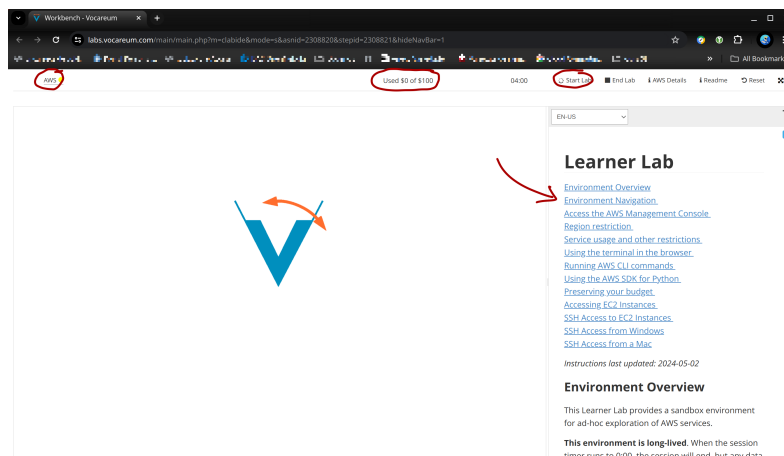 Workbench - Vocareum
labs.vocareum.com/main/main.php?m=clabide&mode=s&asnid=2308820&stepid=2308821&hideNavBar=1
All Bookmark
AWS
Used $0 of $100
04:00
Start Lab
End Lab
AWS Details
Readme
Reset
EN-US
Learner Lab
Environment Overview
Environment Navigation
Access the AWS Management Console
Region restriction
Service usage and other restrictions
Using the terminal in the browser
Running AWS CLI commands
Using the AWS SDK for Python
Preserving your budget
Accessing EC2 Instances
SSH Access to EC2 Instances
SSH Access from Windows
SSH Access from a Mac
Instructions last updated: 2024-05-02
Environment Overview
This Learner Lab provides a sandbox environment
for ad-hoc exploration of AWS services.
This environment is long-lived. When the session
timer runs to 0:00, the session will end, but any data